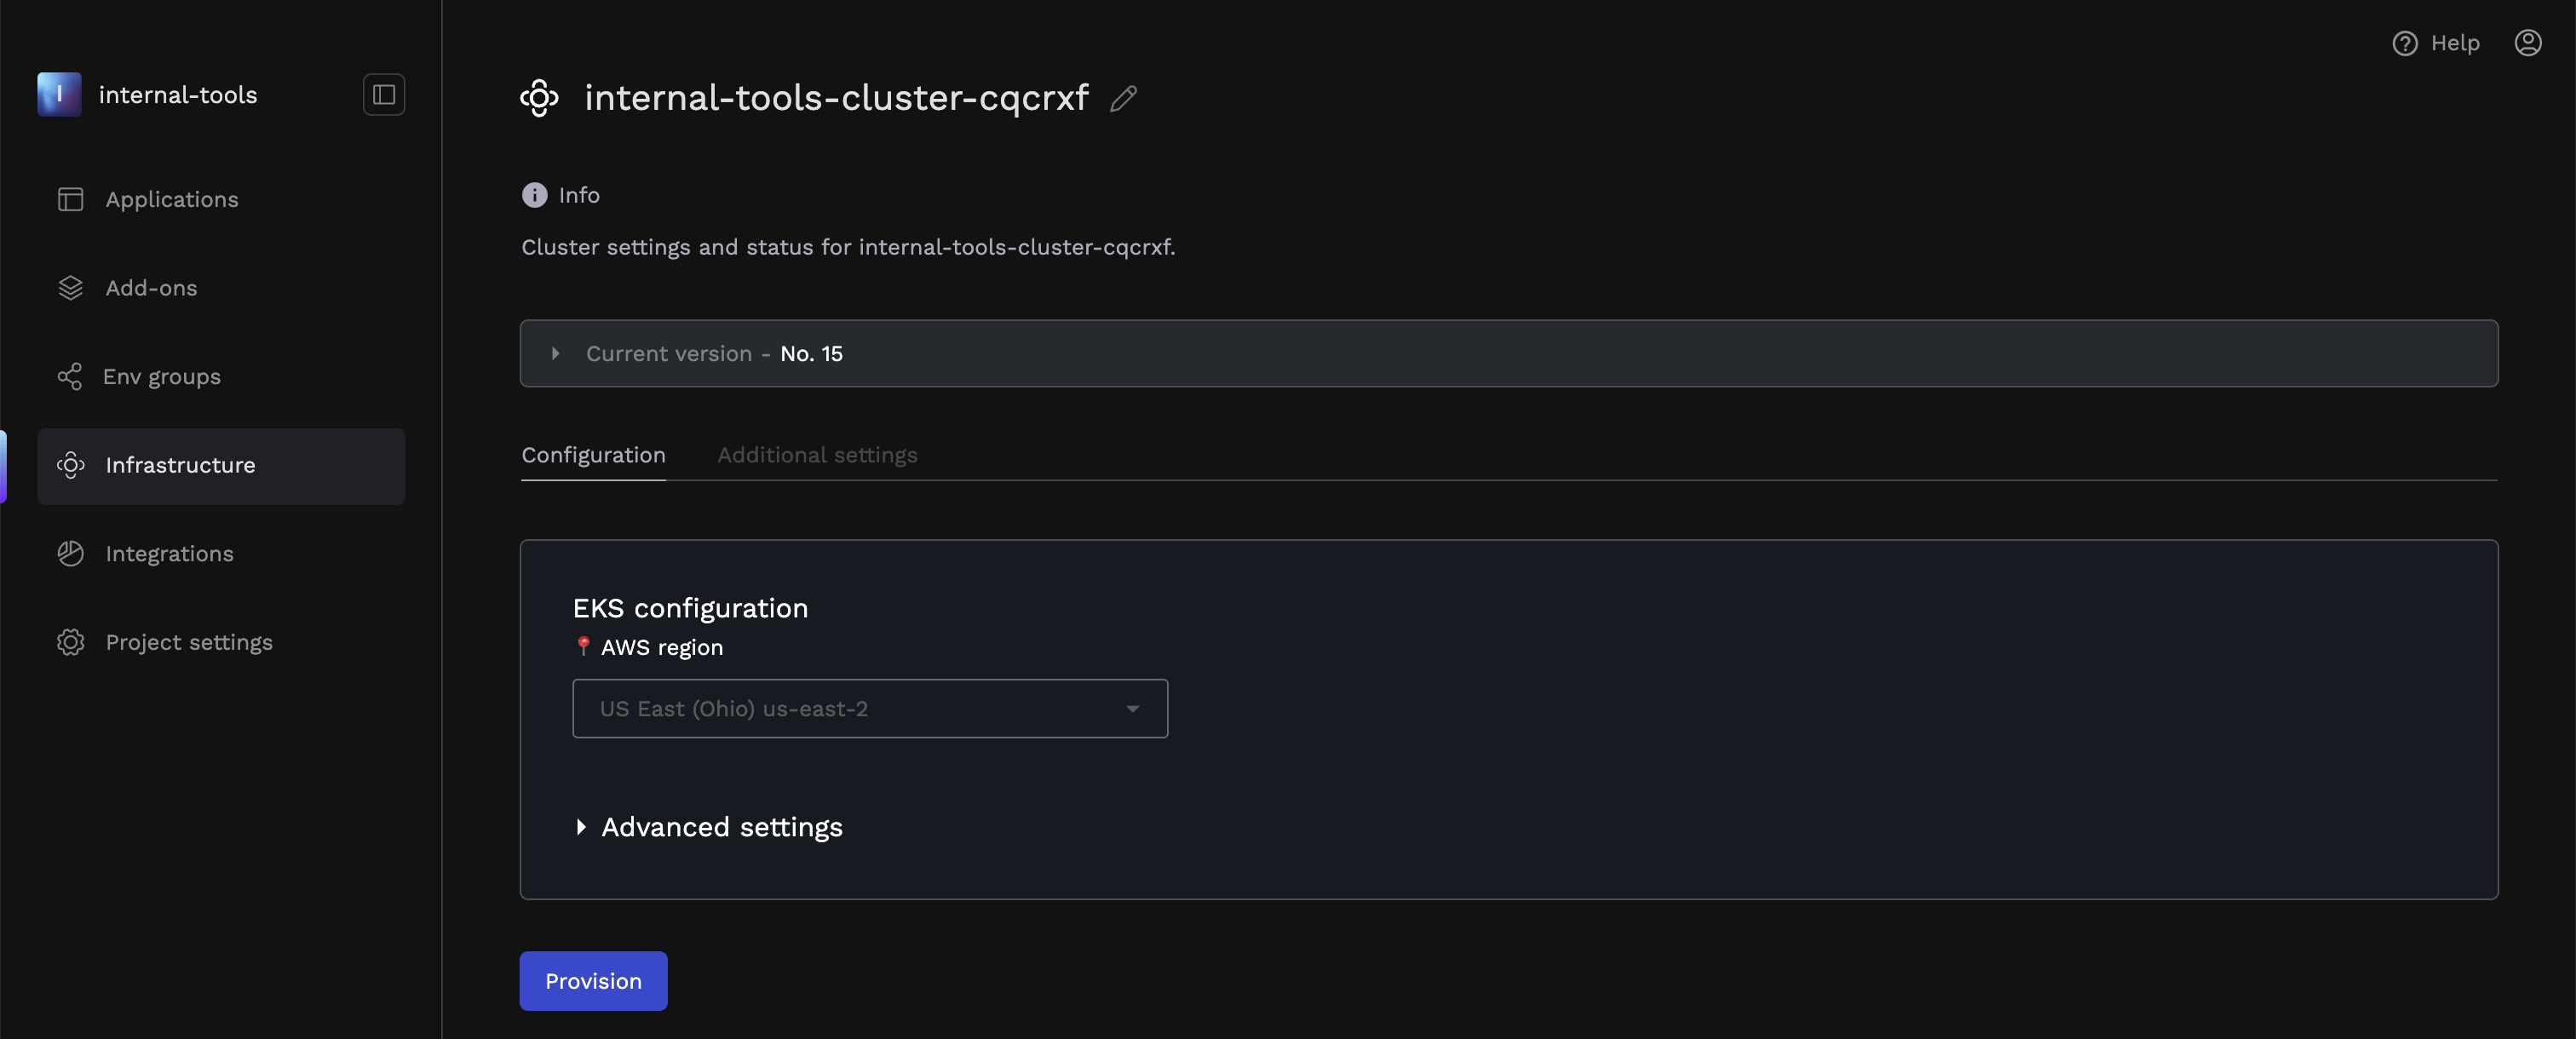 I
internal-tools
Applications
Add-ons
Env groups
Infrastructure
Integrations
Project settings
Help
internal-tools-cluster-cqcrxf
Info
Cluster settings and status for internal-tools-cluster-cqcrxf.
Current version - No. 15
Configuration
Additional settings
EKS configuration
AWS region
US East (Ohio) us-east-2
Advanced settings
Provision